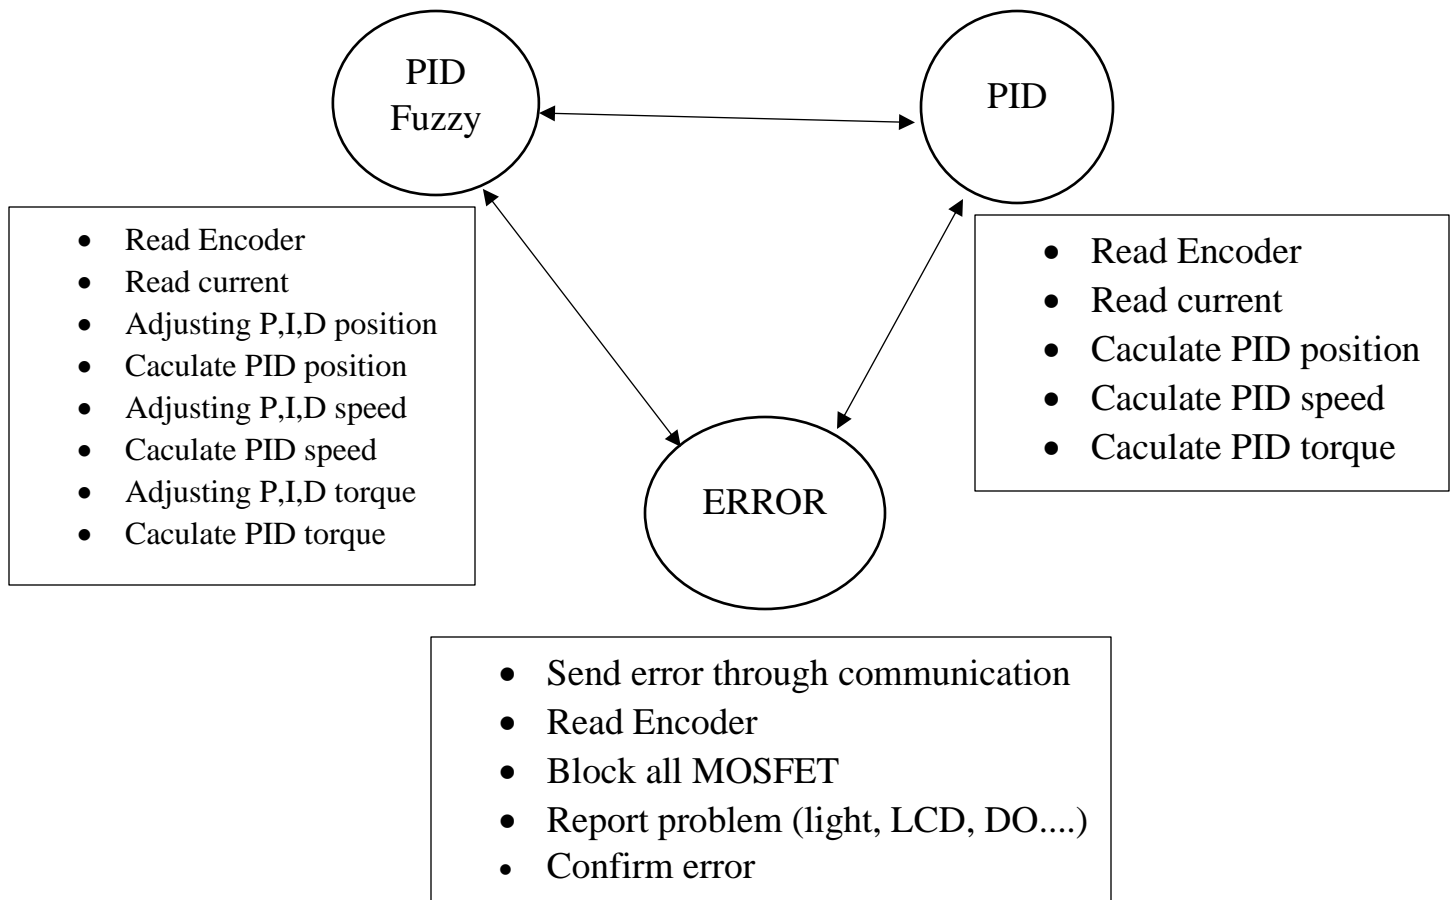 PID
Fuzzy
PID
• Read Encoder
• Read current
• Adjusting P,I,D position
• Caculate PID position
• Adjusting P,I,D speed
• Caculate PID speed
• Adjusting P,I,D torque
• Caculate PID torque
• Read Encoder
• Read current
• Caculate PID position
• Caculate PID speed
• Caculate PID torque
ERROR
• Send error through communication
• Read Encoder
• Block all MOSFET
• Report problem (light, LCD, DO....)
• Confirm error